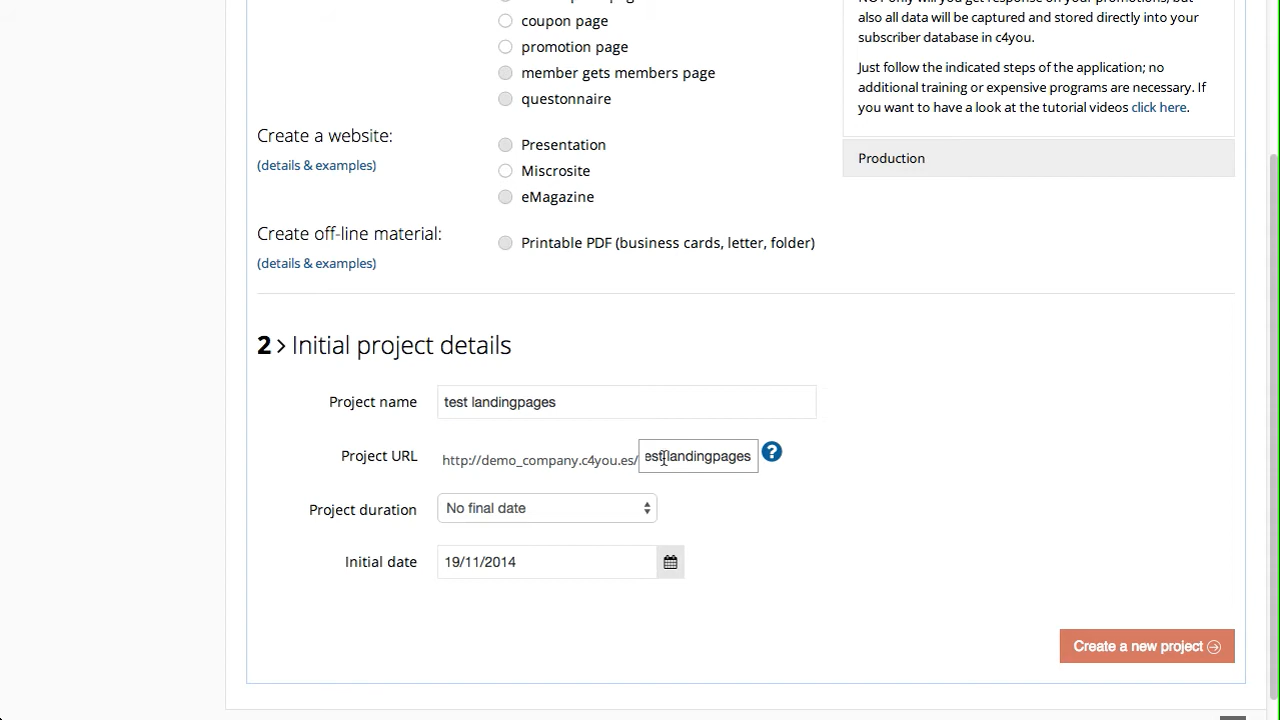 also all data will be captured and stored directly into your
coupon page
subscriber database in c4you.
promotion page
Just follow the indicated steps of the application; no
member gets members page
additional training or expensive programs are necessary. If
questonnaire
you want to have a look at the tutorial videos click here.
Create a website:
Presentation
Production
(details & examples)
Miscrosite
eMagazine
Create off-line material:
Printable PDF (business cards, letter, folder)
(details & examples)
2 > Initial project details
Project name
test landingpages
Project URL
http://demo_company.c4you.es/
estlandingpages
?
Project duration
No final date
Initial date
19/11/2014
Create a new project